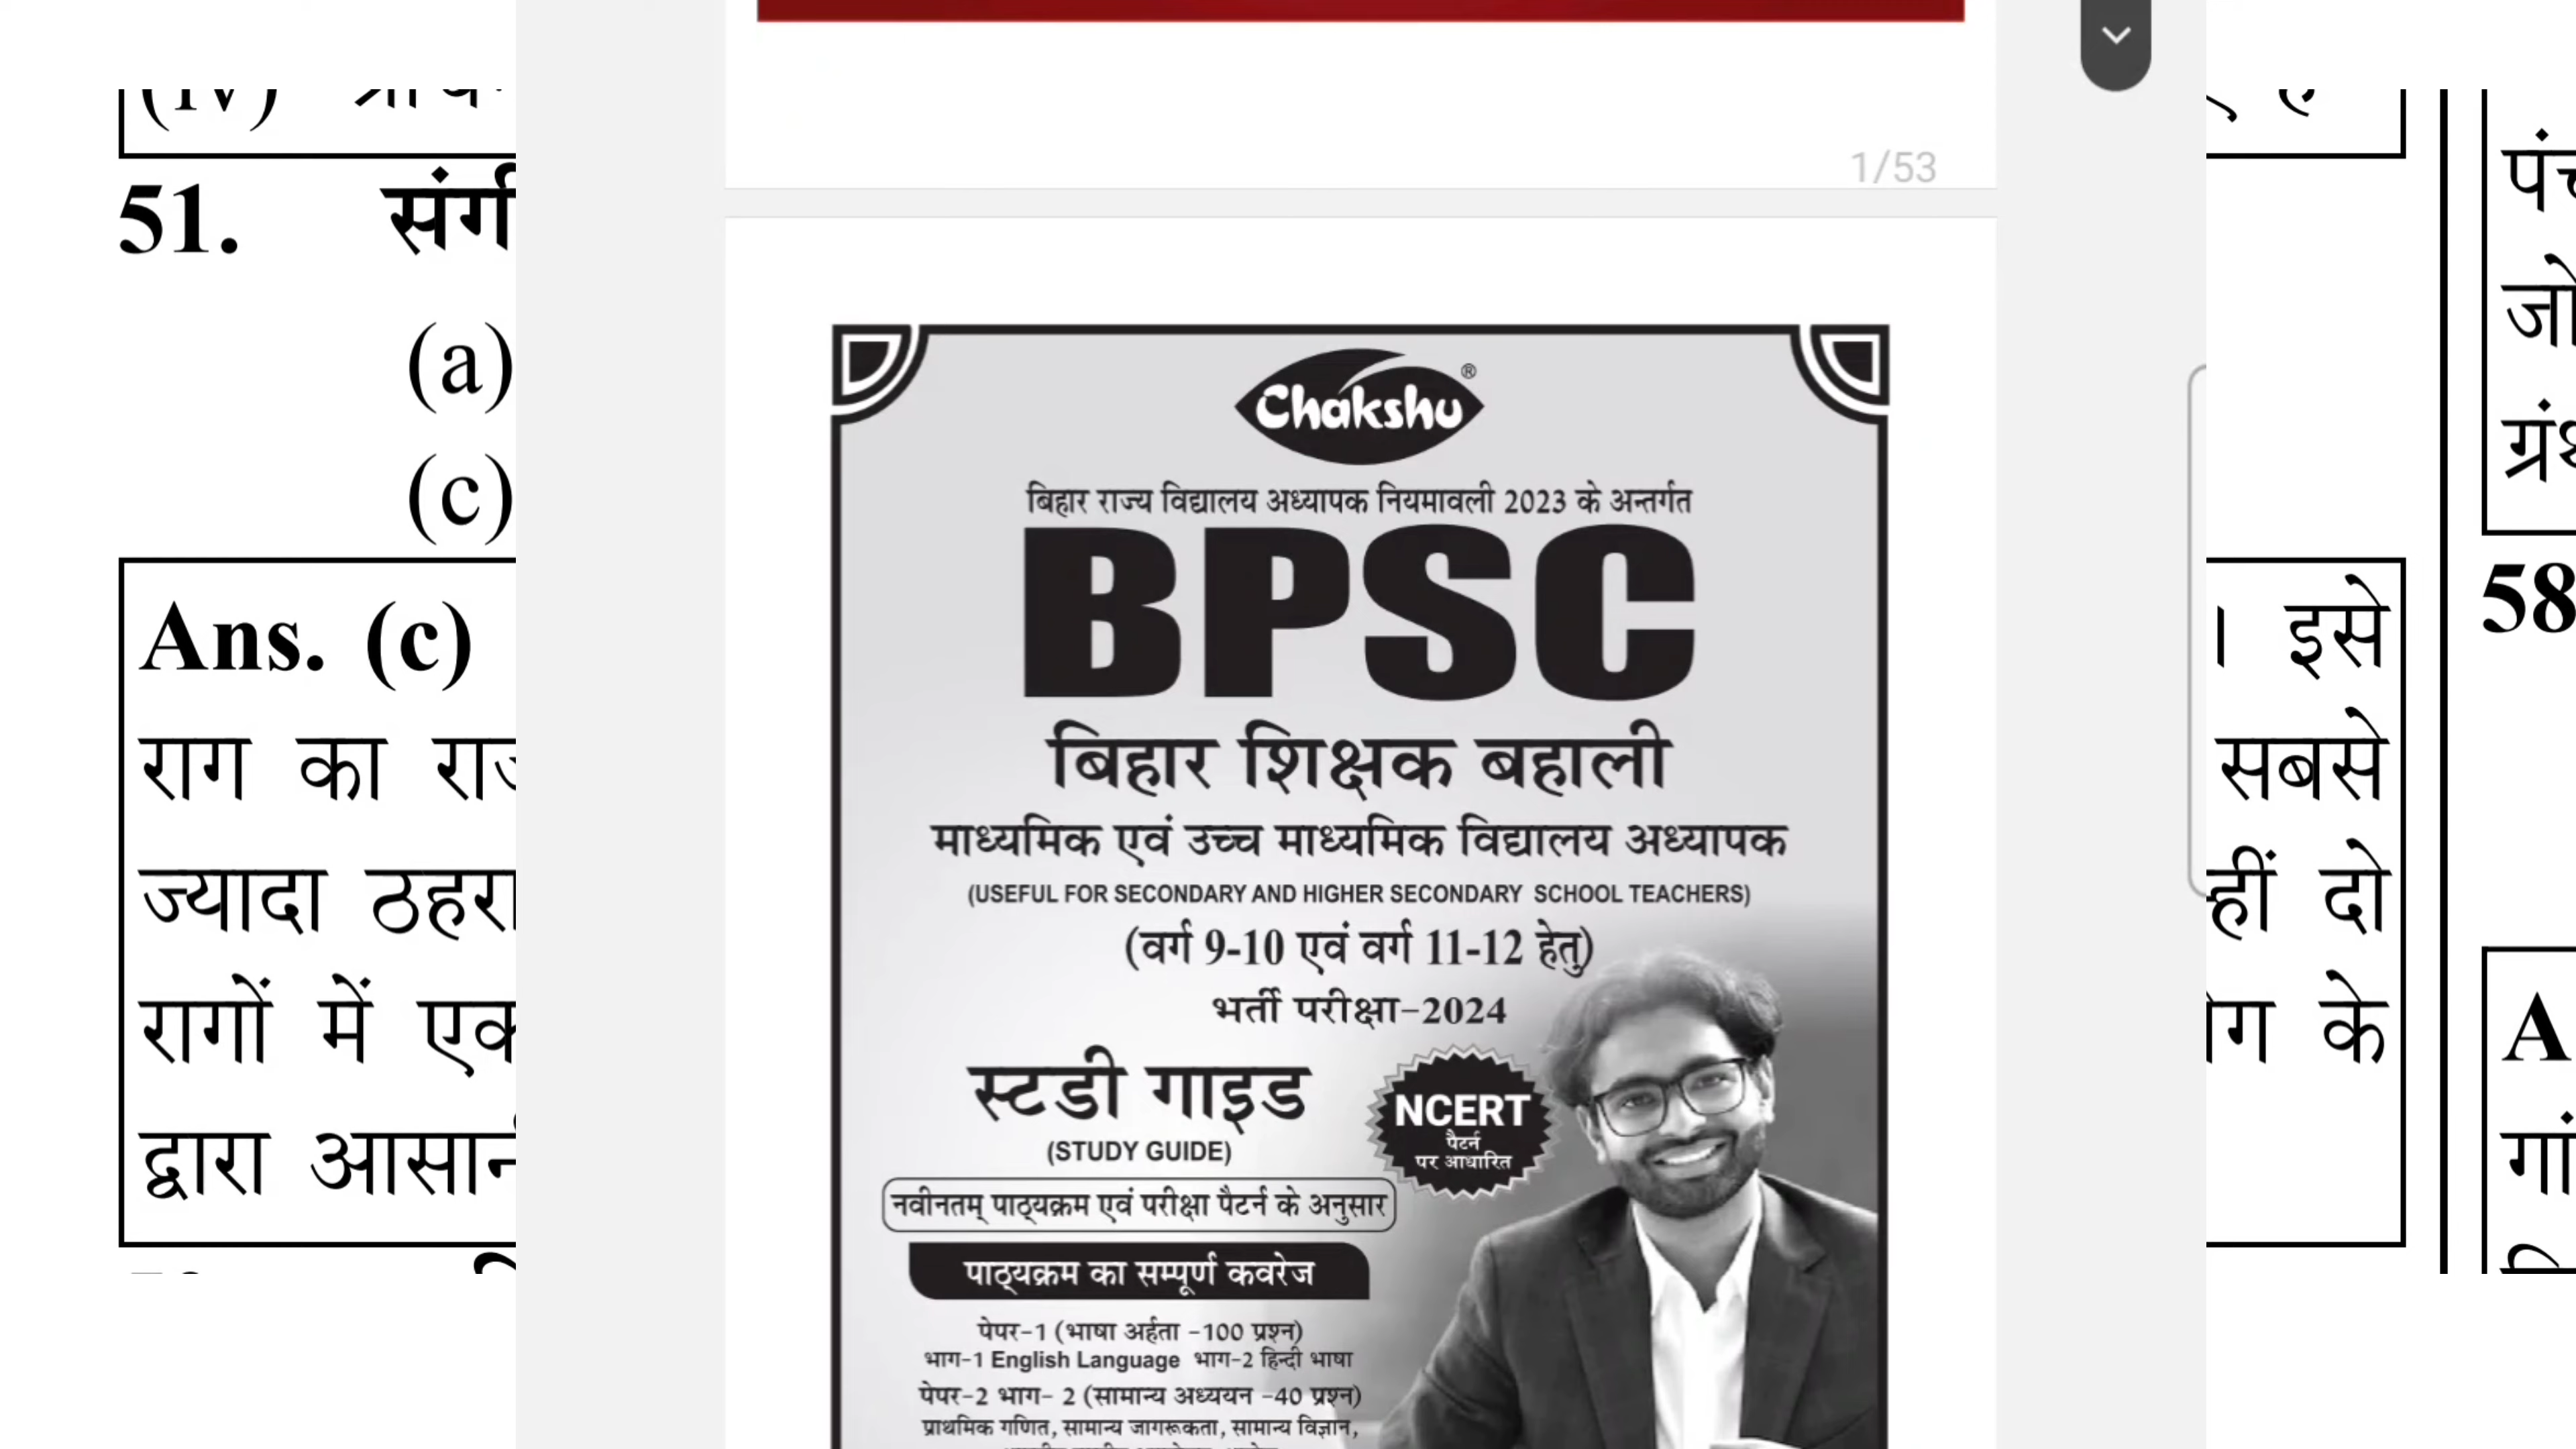 51.
(a)
(c)
Ans. (c)
राग का
ज्यादा
रागों में
द्वारा
1/53
Chakshu®
बिहार राज्य विद्यालय अध्यापक नियमावली 2023 के अन्तर्गत
BPSC
बिहार शिक्षक बहाली
माध्यमिक एवं उच्च माध्यमिक विद्यालय अध्यापक
(USEFUL FOR SECONDARY AND HIGHER SECONDARY SCHOOL TEACHERS)
(वर्ग 9-10 एवं वर्ग 11-12 हेतु)
भर्ती परीक्षा-2024
स्टडी गाइड
(STUDY GUIDE)
NCERT
पैटर्न
पर आधारित
नवीनतम् पाठ्यक्रम एवं परीक्षा पैटर्न के अनुसार
पाठ्यक्रम का सम्पूर्ण कवरेज
पेपर-1 (भाषा अर्हता -100 प्रश्न)
भाग-1 English Language भाग-2 हिन्दी भाषा
पेपर-2 भाग- 2 (सामान्य अध्ययन -40 प्रश्न)
प्राथमिक गणित, सामान्य जागरूकता, सामान्य विज्ञान,
। इसे
सबसे
दो
के
58